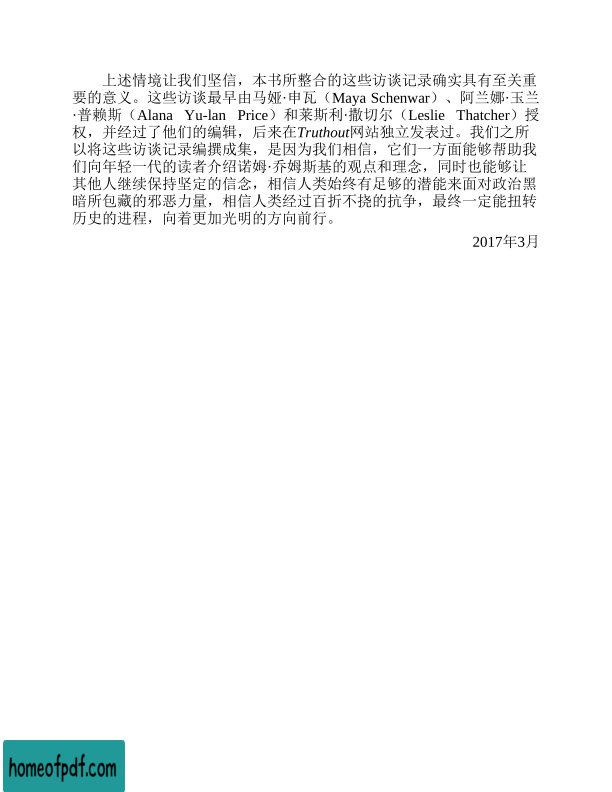 上述情境让我们坚信，本书所整合的这些访谈记录确实具有至关重
要的意义。这些访谈最早由马娅·申瓦（Maya Schenwar）、阿兰娜·玉兰
·普赖斯（Alana Yu-lan Price）和莱斯利·撒切尔（Leslie Thatcher）授
权，并经过了他们的编辑，后来在Truthout网站独立发表过。我们之所
以将这些访谈记录编撰成集，是因为我们相信，它们一方面能够帮助我
们向年轻一代的读者介绍诺姆·乔姆斯基的观点和理念，同时也能够让
其他人继续保持坚定的信念，相信人类始终有足够的潜能来面对政治黑
暗所包藏的邪恶力量，相信人类经过百折不挠的抗争，最终一定能扭转
历史的进程，向着更加光明的方向前行。
2017年3月
homeofpdf.com